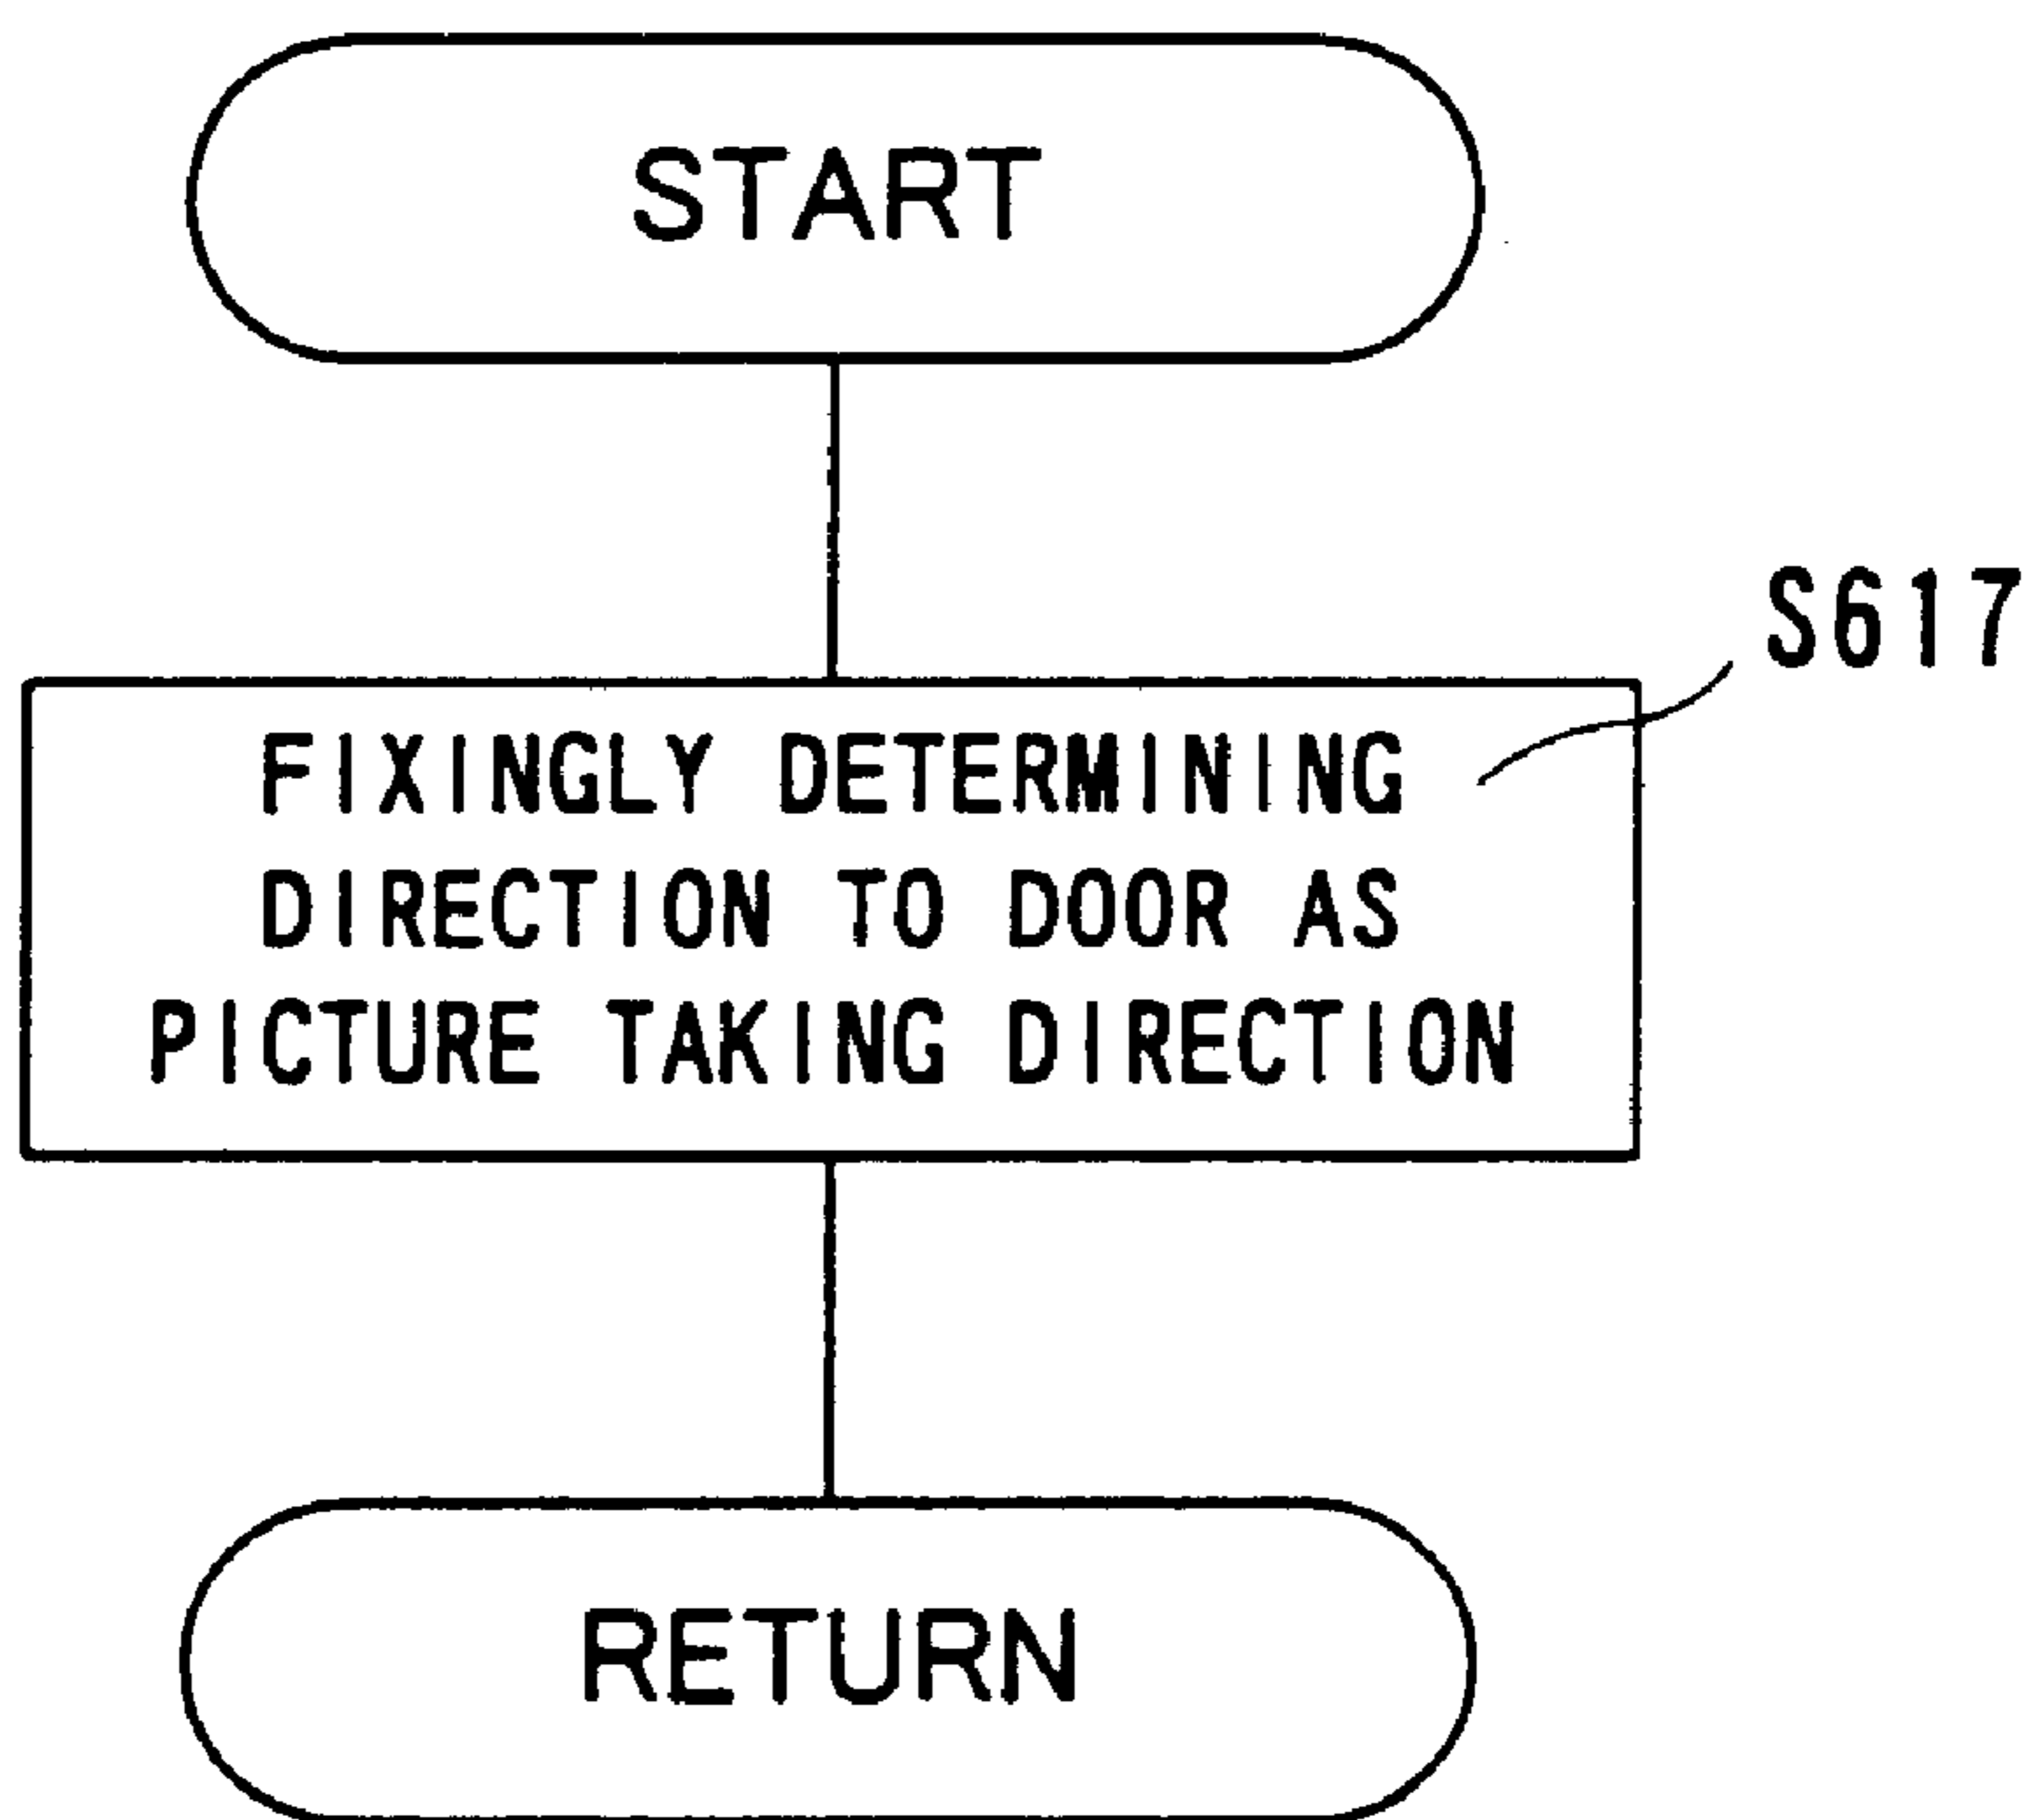 START
S617
FIXINGLY DETERMINING
DIRECTION TO DOOR AS
PICTURE TAKING DIRECTION
RETURN